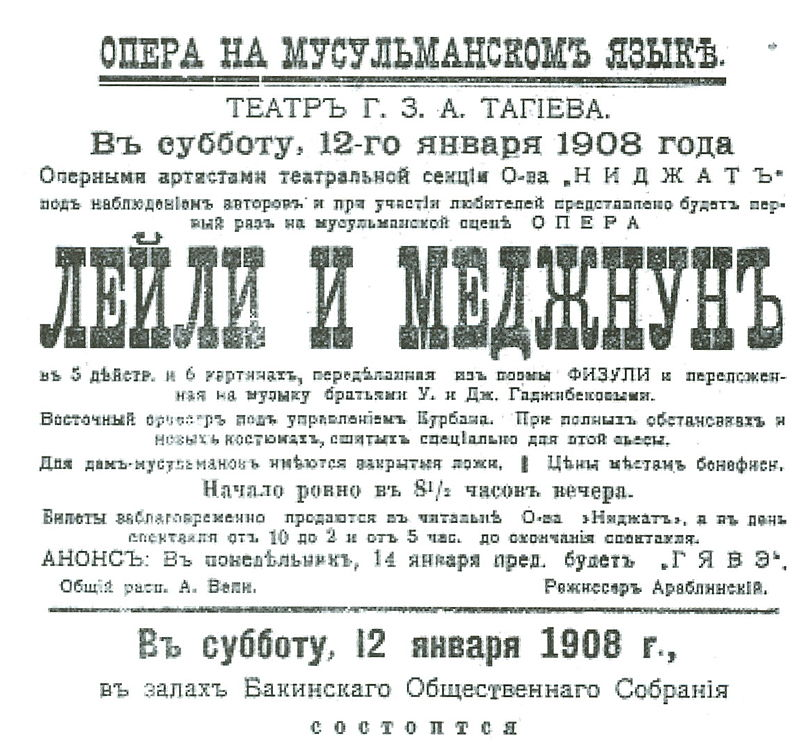 ОПЕРА НА МУСУЛЬМАНСКОМЪ ЯЗЫКѢ.
ТЕАТРЪ Г. З. А. ТАГІЕВА.
Въ субботу, 12-го января 1908 года
Оперными артистами театральной секціи О-ва „НИДЖАТЪ“
подъ наблюденіемъ авторовъ и при участіи любителей представлено будетъ пер-
вый разъ на мусульманской сценѣ ОПЕРА
ЛЕЙЛИ И МЕДЖНУНЪ
въ 5 дѣйств. и 6 картинахъ, передѣланная изъ поэмы ФИЗУЛИ и переложен-
ная на музыку братьями У. и Дж. Гаджибековыми.
Восточный оркестръ подъ управленіемъ Курбана. При полныхъ обстановкахъ и
новыхъ костюмахъ, сшитыхъ спеціально для этой пьесы.
Для дамъ-мусульманокъ имѣются закрытыя ложи. Цѣны мѣстамъ бенефисн.
Начало ровно въ 8½ часовъ вечера.
Билеты заблаговременно продаются въ читальнѣ О-ва »Ниджатъ«, а въ день
спектакля отъ 10 до 2 и отъ 5 час. до окончанія спектакля.
АНОНСЪ: Въ понедѣльникъ, 14 января пред. будетъ „ГЯВЭ“.
Общій расп. А. Вели. Режиссеръ Араблинскій.
Въ субботу, 12 января 1908 г.,
въ залахъ Бакинскаго Общественнаго Собранія
состоится